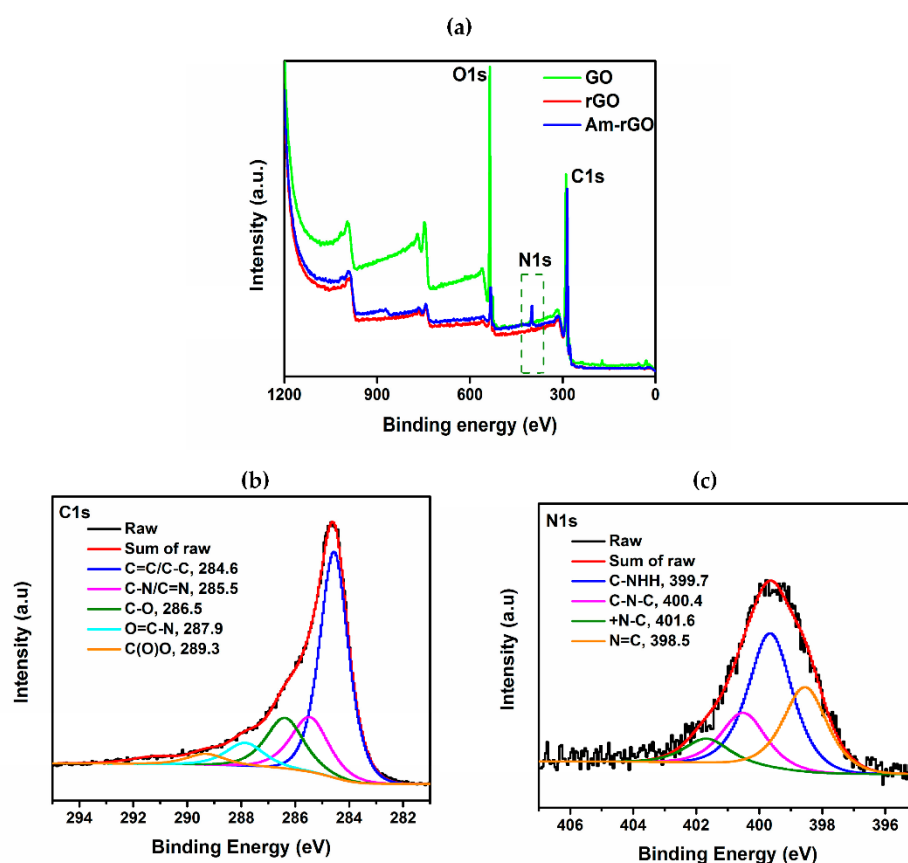 (a)
O1s
GO
rGO
Am-rGO
C1s
N1s
Intensity (a.u.)
1200 900 600 300 0
Binding energy (eV)
(b)
C1s
Raw
Sum of raw
C=C/C-C, 284.6
C-N/C=N, 285.5
C-O, 286.5
O=C-N, 287.9
C(O)O, 289.3
Intensity (a.u)
294 292 290 288 286 284 282
Binding Energy (eV)
(c)
N1s
Raw
Sum of raw
C-NHH, 399.7
C-N-C, 400.4
+N-C, 401.6
N=C, 398.5
Intensity (a.u)
406 404 402 400 398 396
Binding Energy (eV)